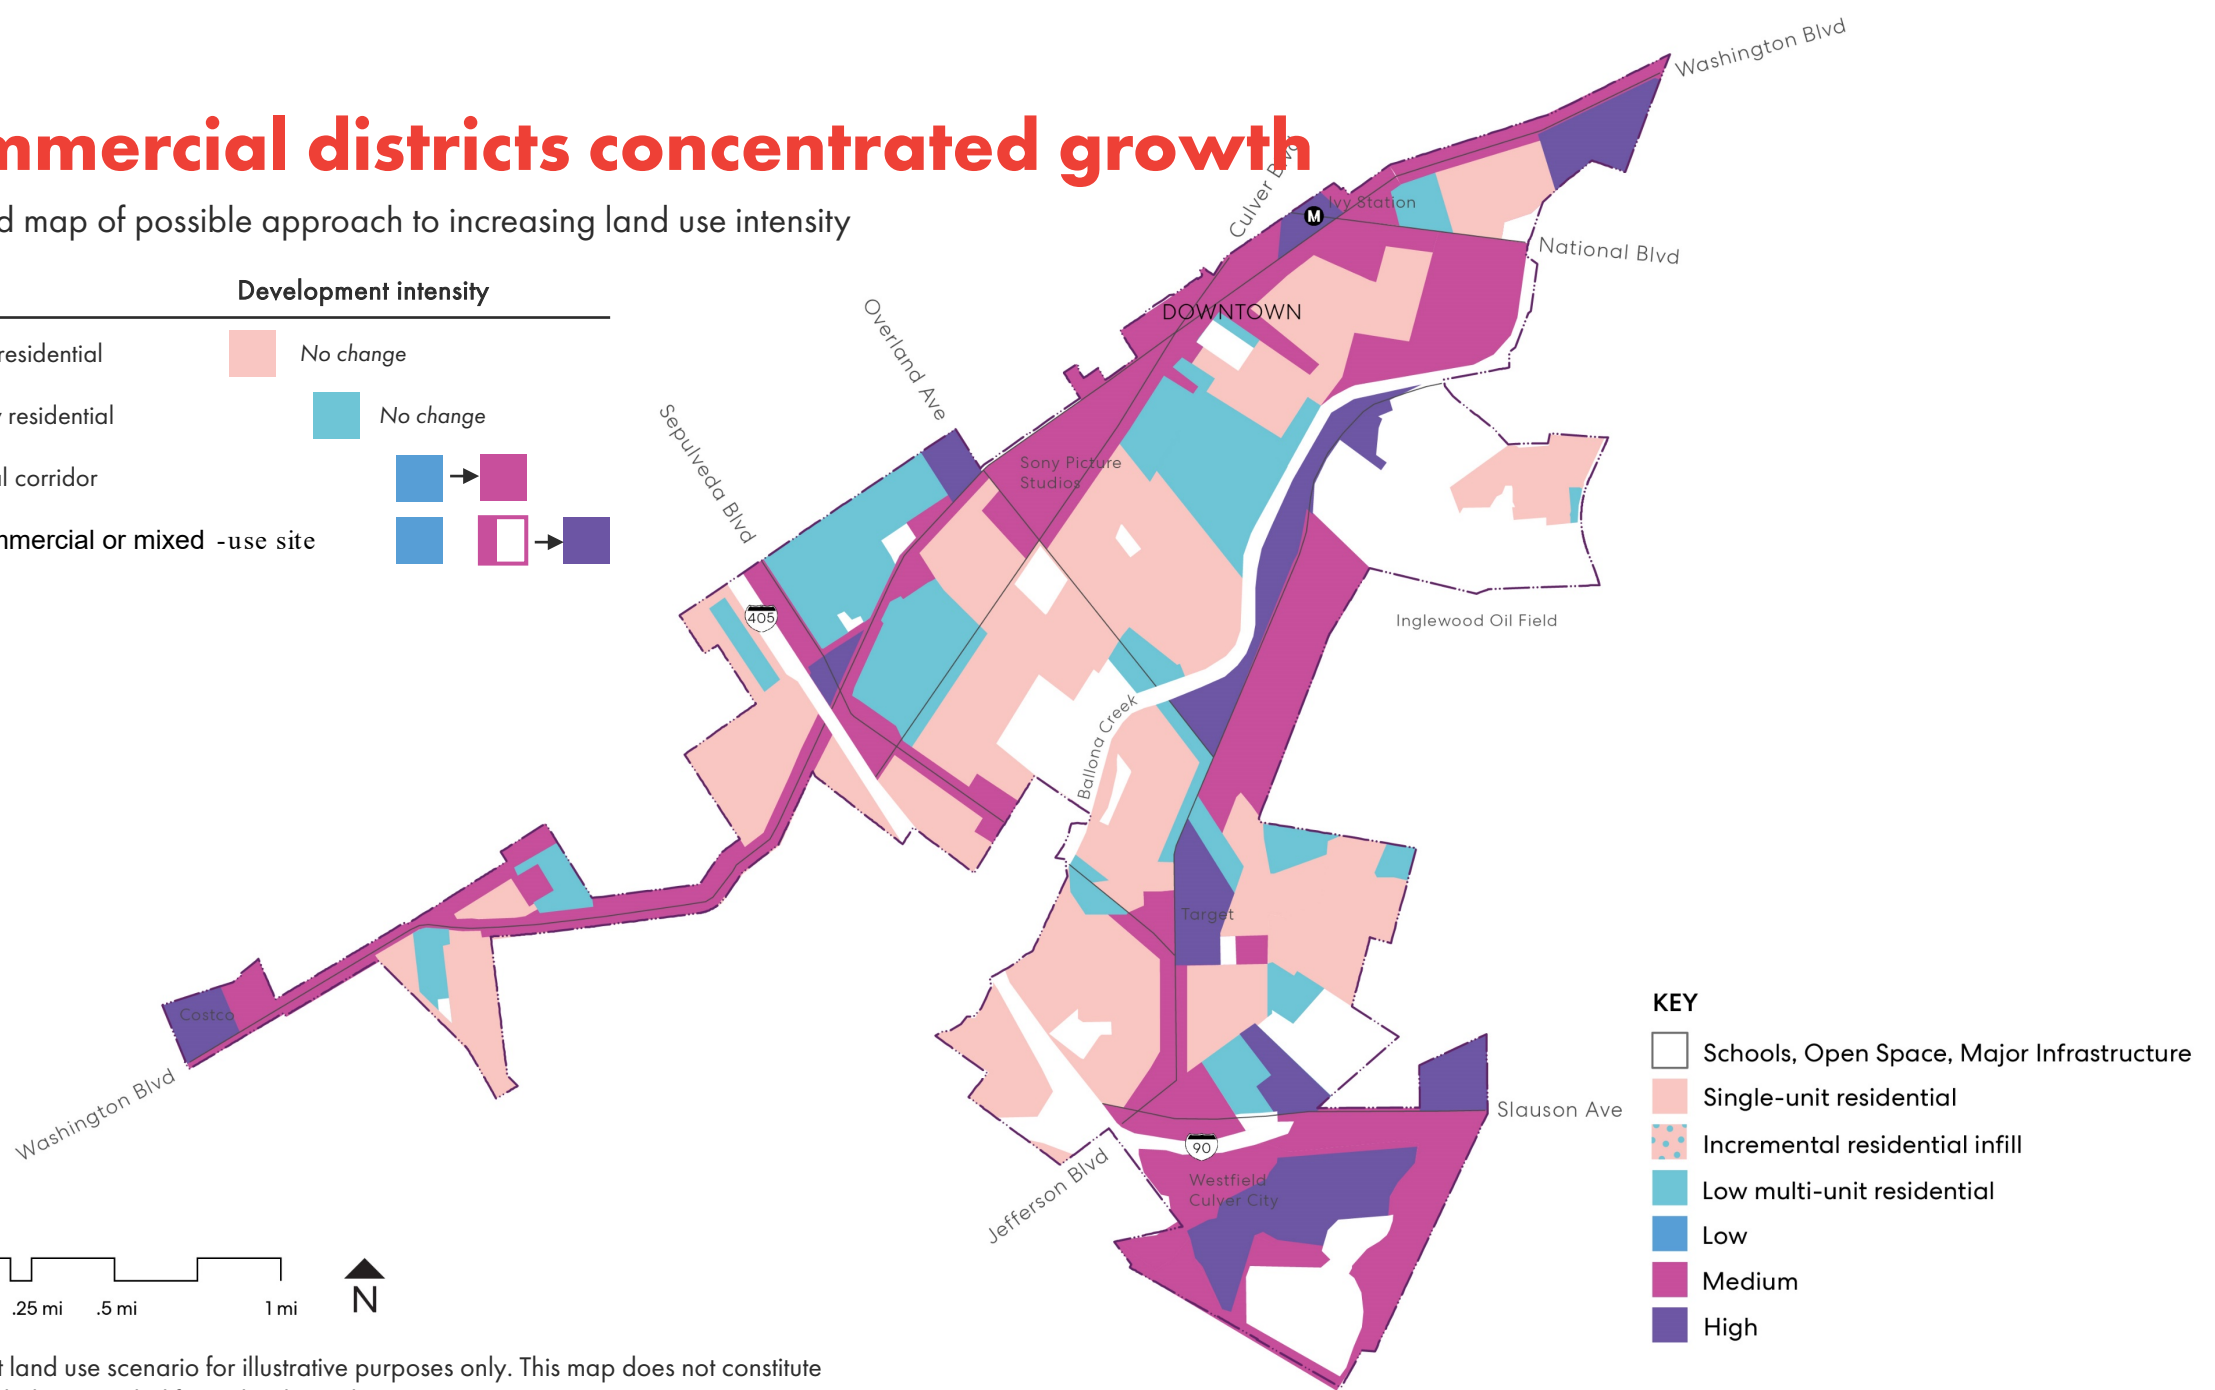 mmercial districts concentrated growth
d map of possible approach to increasing land use intensity
Development intensity
residential
No change
residential
No change
l corridor
mmercial or mixed -use site
Washington Blvd
Culver Blvd
Ivy Station
M
National Blvd
DOWNTOWN
Overland Ave
Sepulveda Blvd
Sony Picture
Studios
405
Inglewood Oil Field
Ballona Creek
Target
Costco
Washington Blvd
Slauson Ave
90
Jefferson Blvd
Westfield
Culver City
KEY
Schools, Open Space, Major Infrastructure
Single-unit residential
Incremental residential infill
Low multi-unit residential
Low
Medium
High
.25 mi .5 mi 1 mi
N
t land use scenario for illustrative purposes only. This map does not constitute